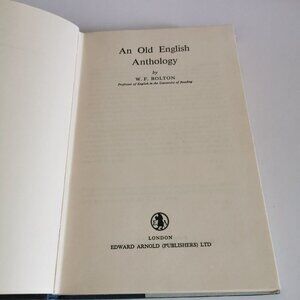 An Old English
Anthology
by
W. F. BOLTON
Professor of English in the University of Reading
LONDON
EDWARD ARNOLD (PUBLISHERS) LTD